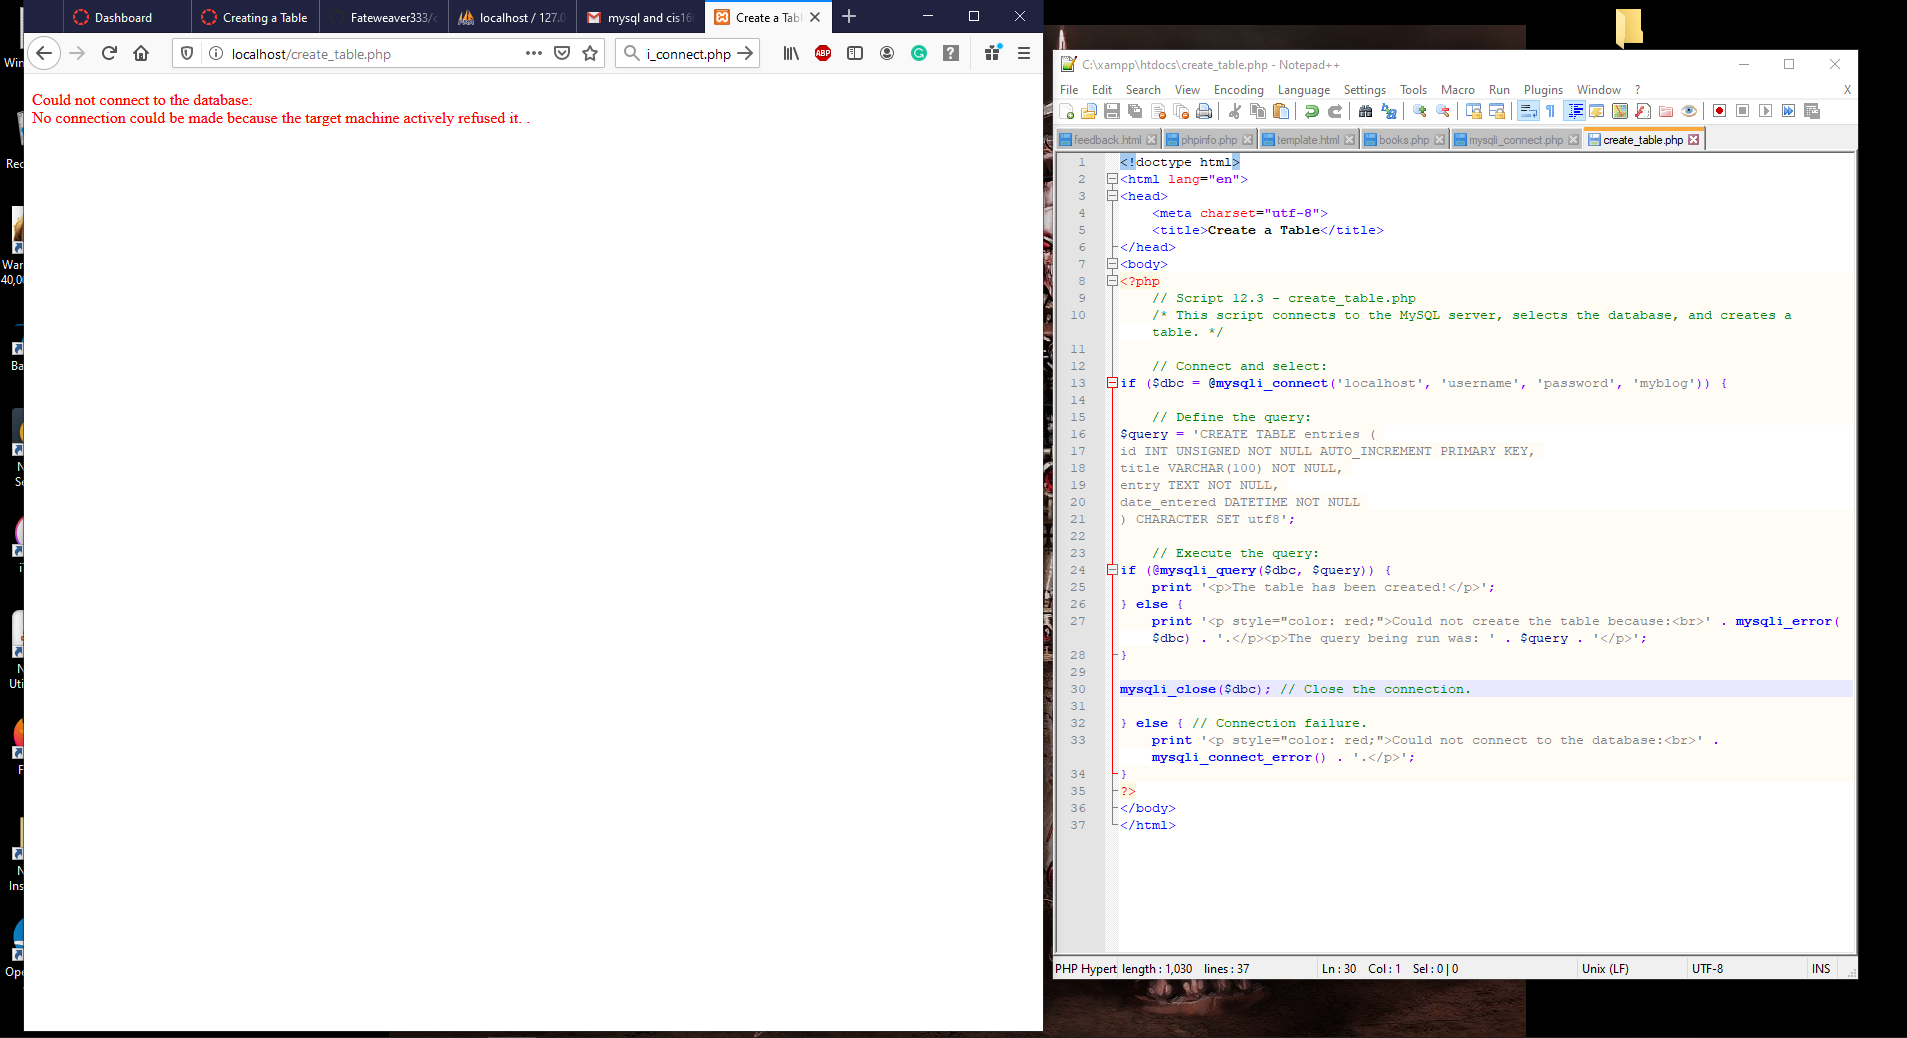 Dashboard
Creating a Table
Fateweaver333/c
localhost / 127.0
mysql and cis16
Create a Tabl
localhost/create_table.php
i_connect.php
ABP
Could not connect to the database:
No connection could be made because the target machine actively refused it. .
Win
Rec
War
40,00
Ba
N
Se
N
Uti
F
N
Ins
Ope
C:\xampp\htdocs\create_table.php - Notepad++
File Edit Search View Encoding Language Settings Tools Macro Run Plugins Window ? X
feedback.html phpinfo.php template.html books.php mysqli_connect.php create_table.php
1 <!doctype html>
2 <html lang="en">
3 <head>
4 <meta charset="utf-8">
5 <title>Create a Table</title>
6 </head>
7 <body>
8 <?php
9 // Script 12.3 - create_table.php
10 /* This script connects to the MySQL server, selects the database, and creates a
table. */
11
12 // Connect and select:
13 if ($dbc = @mysqli_connect('localhost', 'username', 'password', 'myblog')) {
14
15 // Define the query:
16 $query = 'CREATE TABLE entries (
17 id INT UNSIGNED NOT NULL AUTO_INCREMENT PRIMARY KEY,
18 title VARCHAR(100) NOT NULL,
19 entry TEXT NOT NULL,
20 date_entered DATETIME NOT NULL
21 ) CHARACTER SET utf8';
22
23 // Execute the query:
24 if (@mysqli_query($dbc, $query)) {
25 print '<p>The table has been created!</p>';
26 } else {
27 print '<p style="color: red;">Could not create the table because:<br>' . mysqli_error(
$dbc) . '.</p><p>The query being run was: ' . $query . '</p>';
28 }
29
30 mysqli_close($dbc); // Close the connection.
31
32 } else { // Connection failure.
33 print '<p style="color: red;">Could not connect to the database:<br>' .
mysqli_connect_error() . '.</p>';
34 }
35 ?>
36 </body>
37 </html>
PHP Hypert length : 1,030 lines : 37 Ln : 30 Col : 1 Sel : 0 | 0 Unix (LF) UTF-8 INS